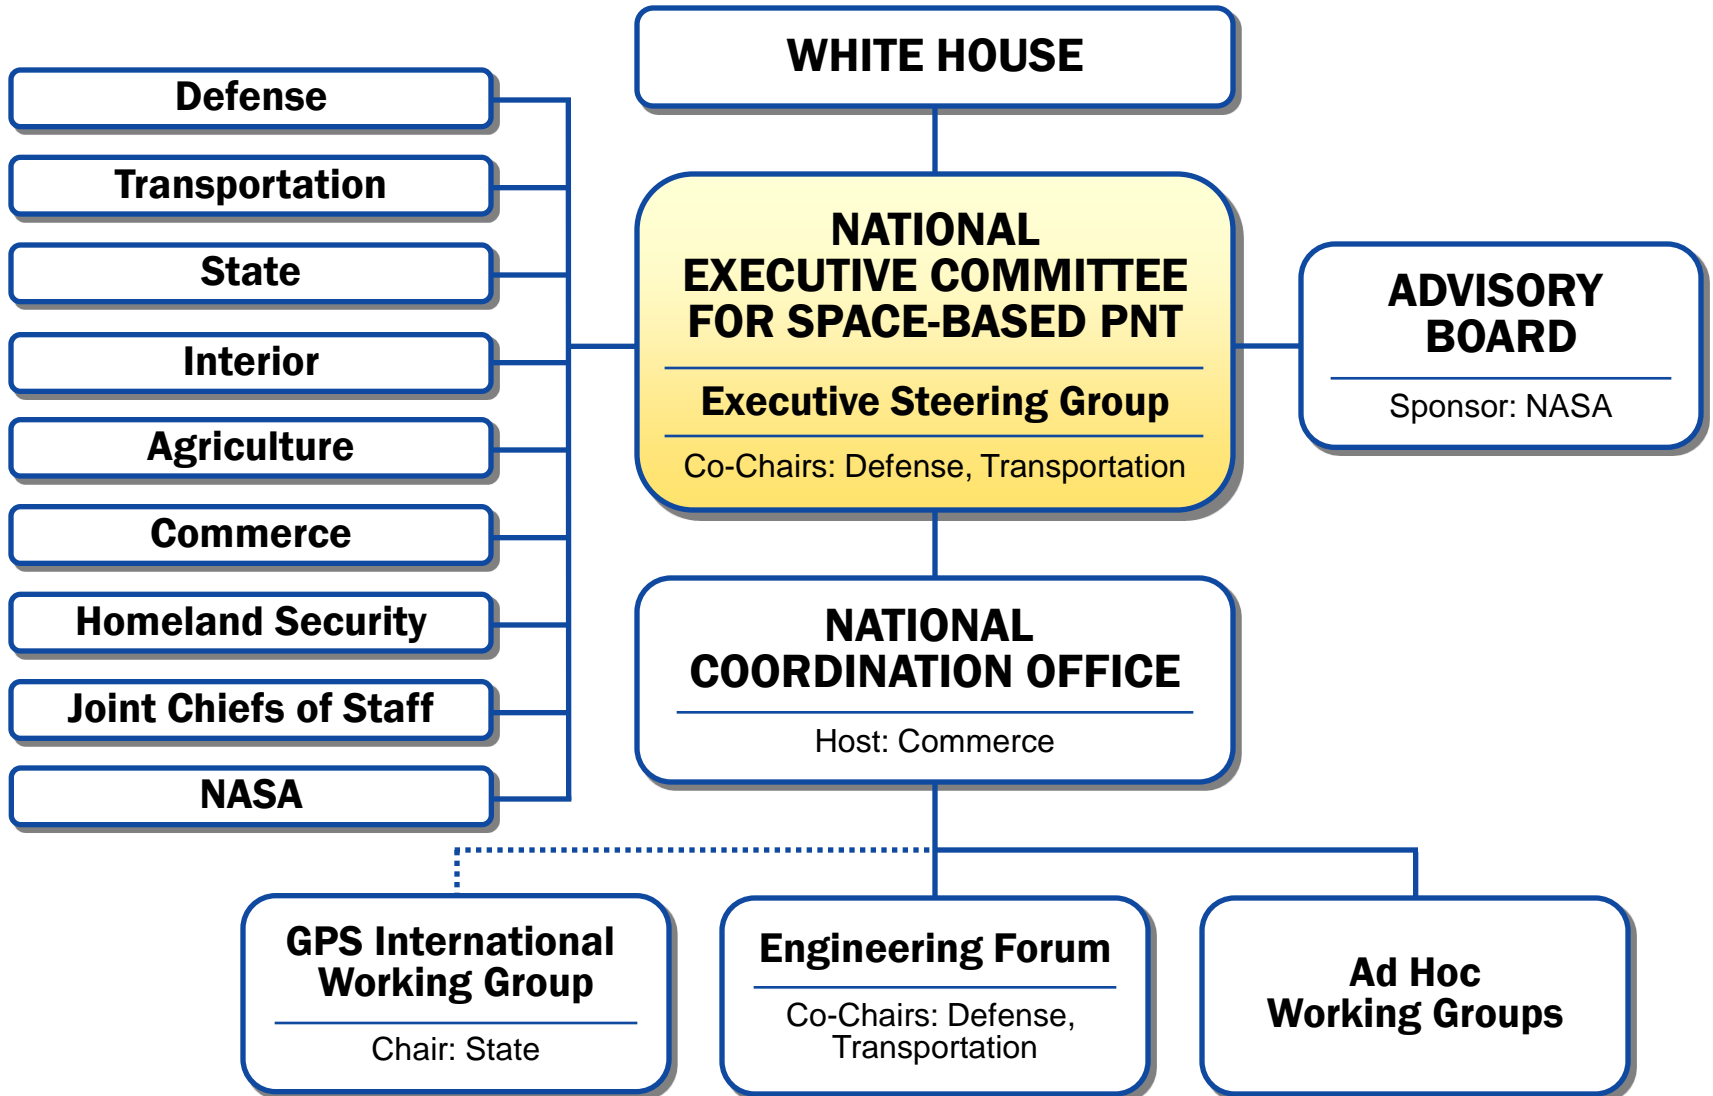 WHITE HOUSE
Defense
Transportation
State
Interior
Agriculture
Commerce
Homeland Security
Joint Chiefs of Staff
NASA
NATIONAL
EXECUTIVE COMMITTEE
FOR SPACE-BASED PNT
Executive Steering Group
Co-Chairs: Defense, Transportation
ADVISORY
BOARD
Sponsor: NASA
NATIONAL
COORDINATION OFFICE
Host: Commerce
GPS International
Working Group
Chair: State
Engineering Forum
Co-Chairs: Defense,
Transportation
Ad Hoc
Working Groups